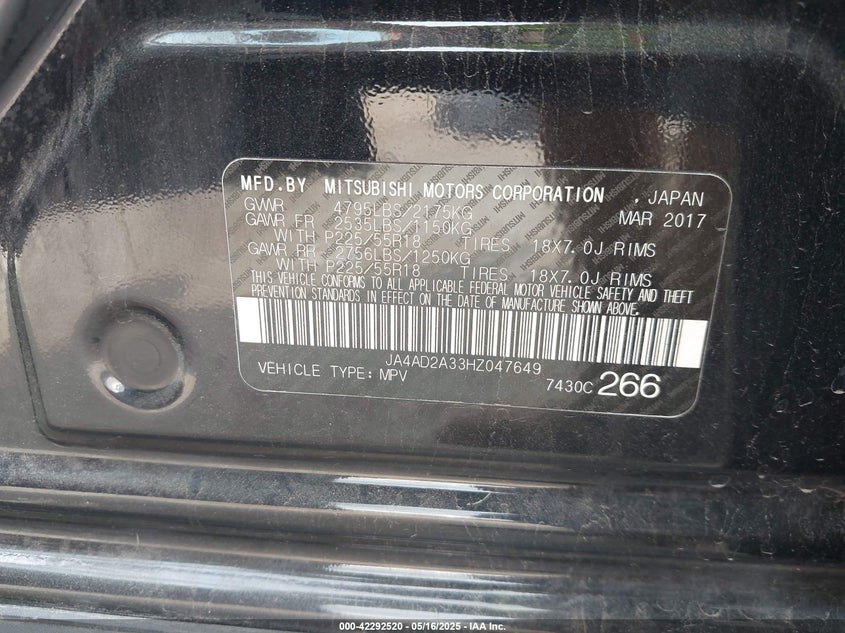 MFD.BY MITSUBISHI MOTORS CORPORATION , JAPAN
GVWR 4795LBS/2175KG MAR 2017
GAWR FR 2535LBS/1150KG
WITH P225/55R18 TIRES 18X7.0J RIMS
GAWR RR 2756LBS/1250KG
WITH P225/55R18 TIRES 18X7.0J RIMS
THIS VEHICLE CONFORMS TO ALL APPLICABLE FEDERAL MOTOR VEHICLE SAFETY AND THEFT
PREVENTION STANDARDS IN EFFECT ON THE DATE OF MANUFACTURE SHOWN ABOVE.
JA4AD2A33HZ047649
VEHICLE TYPE: MPV 7430C 266
000-42292520 - 05/16/2025 - IAA Inc.